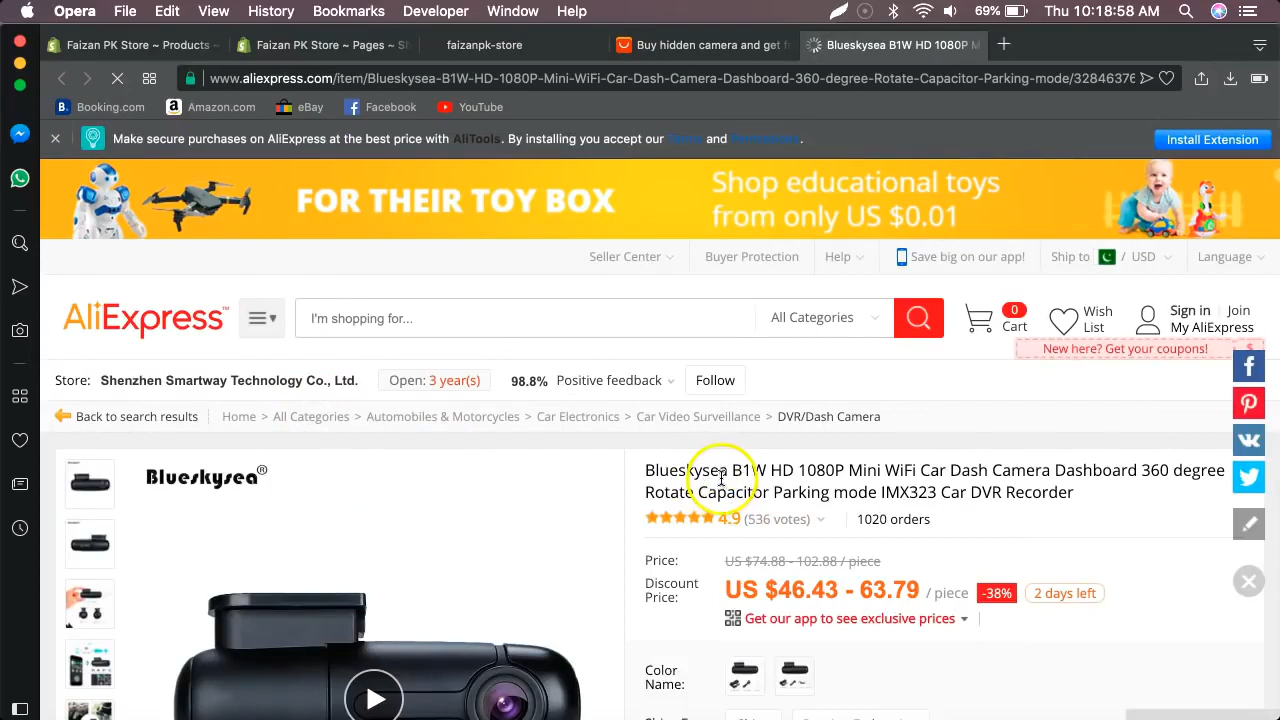 Opera File Edit View History Bookmarks Developer Window Help 69% Thu 10:18:58 AM
Faizan PK Store ~ Products - Faizan PK Store ~ Pages ~ Sh faizanpk-store Buy hidden camera and get f Blueskysea B1W HD 1080P M
www.aliexpress.com/item/Blueskysea-B1W-HD-1080P-Mini-WiFi-Car-Dash-Camera-Dashboard-360-degree-Rotate-Capacitor-Parking-mode/32846376
Booking.com Amazon.com eBay Facebook YouTube
Make secure purchases on AliExpress at the best price with AliTools. By installing you accept our and . Install Extension
FOR THEIR TOY BOX
Shop educational toys
from only US $0.01
Seller Center Buyer Protection Help Save big on our app! Ship to / USD Language
AliExpress™ I'm shopping for... All Categories 0 Cart Wish List Sign in Join My AliExpress
New here? Get your coupons! $
Store: Shenzhen Smartway Technology Co., Ltd. Open: 3 year(s) 98.8% Positive feedback Follow
Back to search results Home > All Categories > Automobiles & Motorcycles > Car Electronics > Car Video Surveillance > DVR/Dash Camera
Blueskysea®
Blueskysea B1W HD 1080P Mini WiFi Car Dash Camera Dashboard 360 degree
Rotate Capacitor Parking mode IMX323 Car DVR Recorder
4.9 (536 votes) 1020 orders
Price: US $74.88 - 102.88 / piece
Discount Price: US $46.43 - 63.79 / piece -38% 2 days left
Get our app to see exclusive prices
Color
Name: